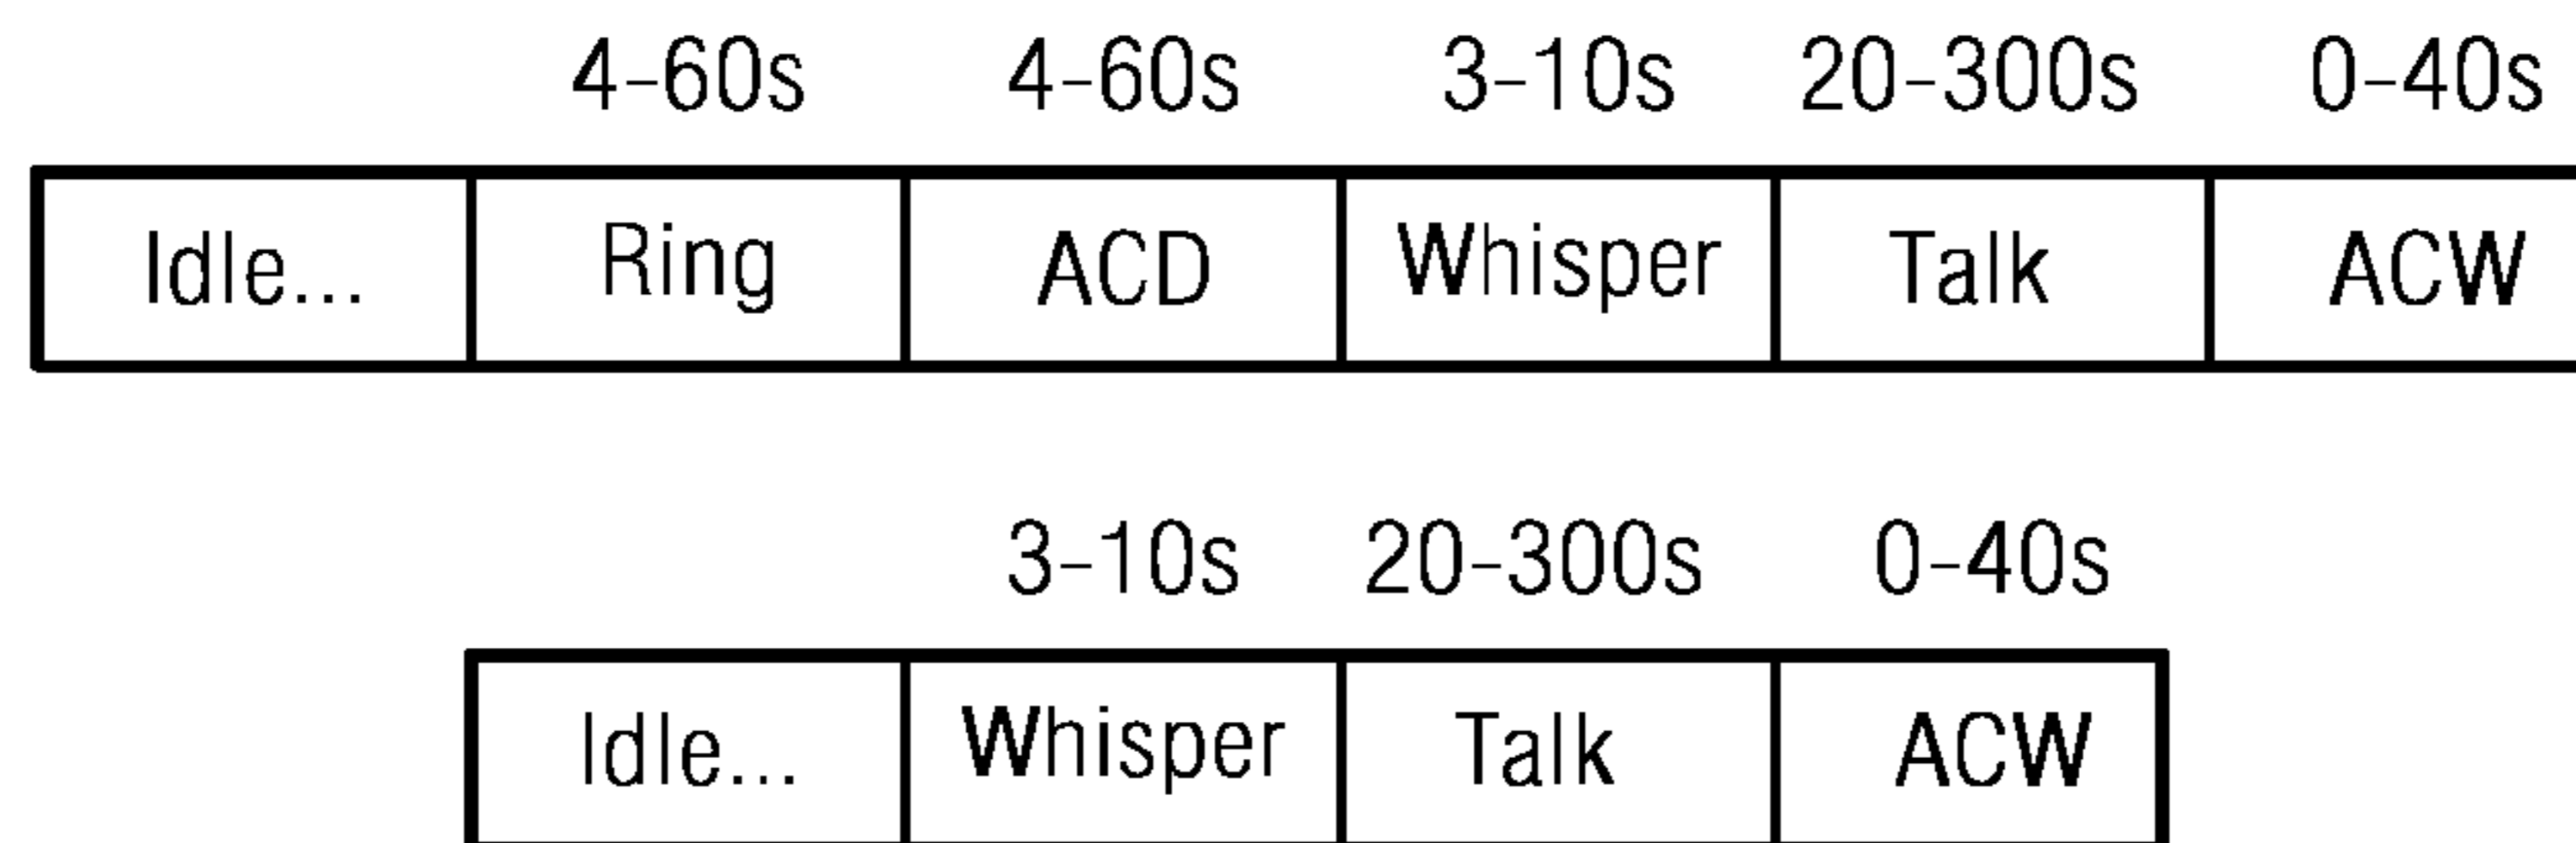 4-60s 4-60s 3-10s 20-300s 0-40s
Idle... Ring ACD Whisper Talk ACW
3-10s 20-300s 0-40s
Idle... Whisper Talk ACW